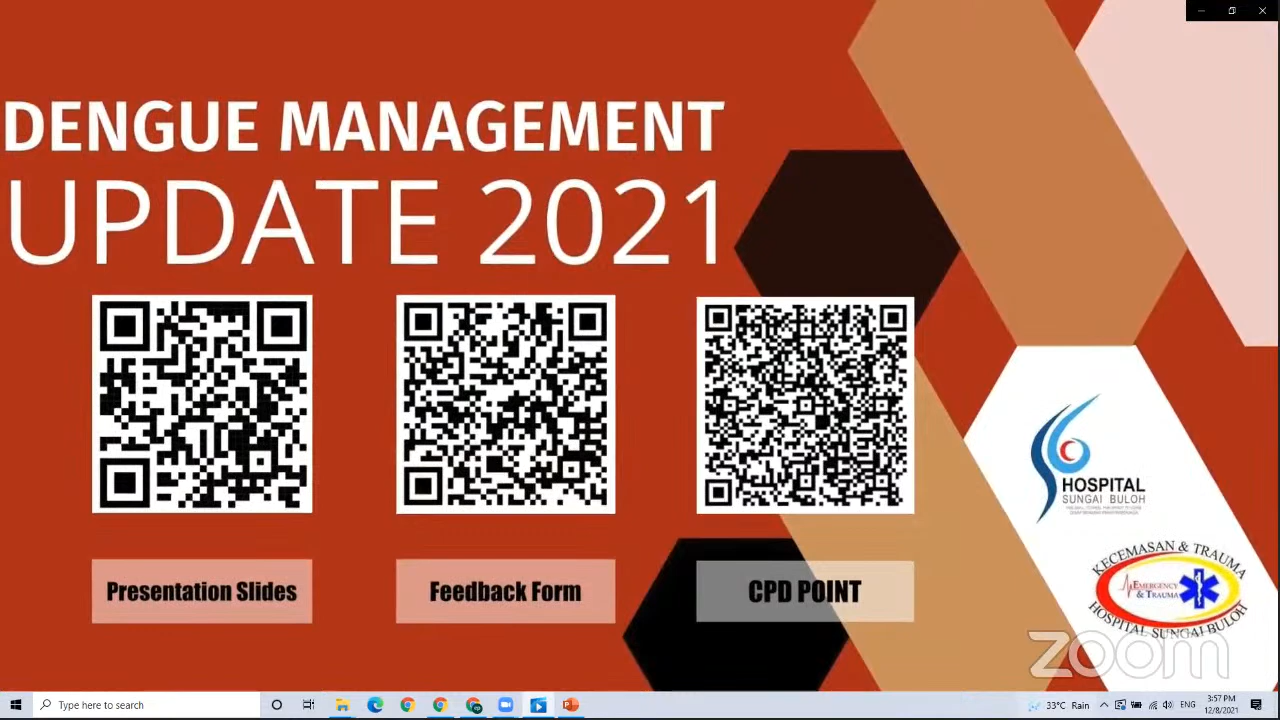 DENGUE MANAGEMENT
UPDATE 2021
Presentation Slides
Feedback Form
CPD POINT
HOSPITAL
SUNGAI BULOH
KECEMASAN & TRAUMA
EMERGENCY
& TRAUMA
HOSPITAL SUNGAI BULOH
zoom
Type here to search
33°C Rain
ENG
3:57 PM
12/8/2021